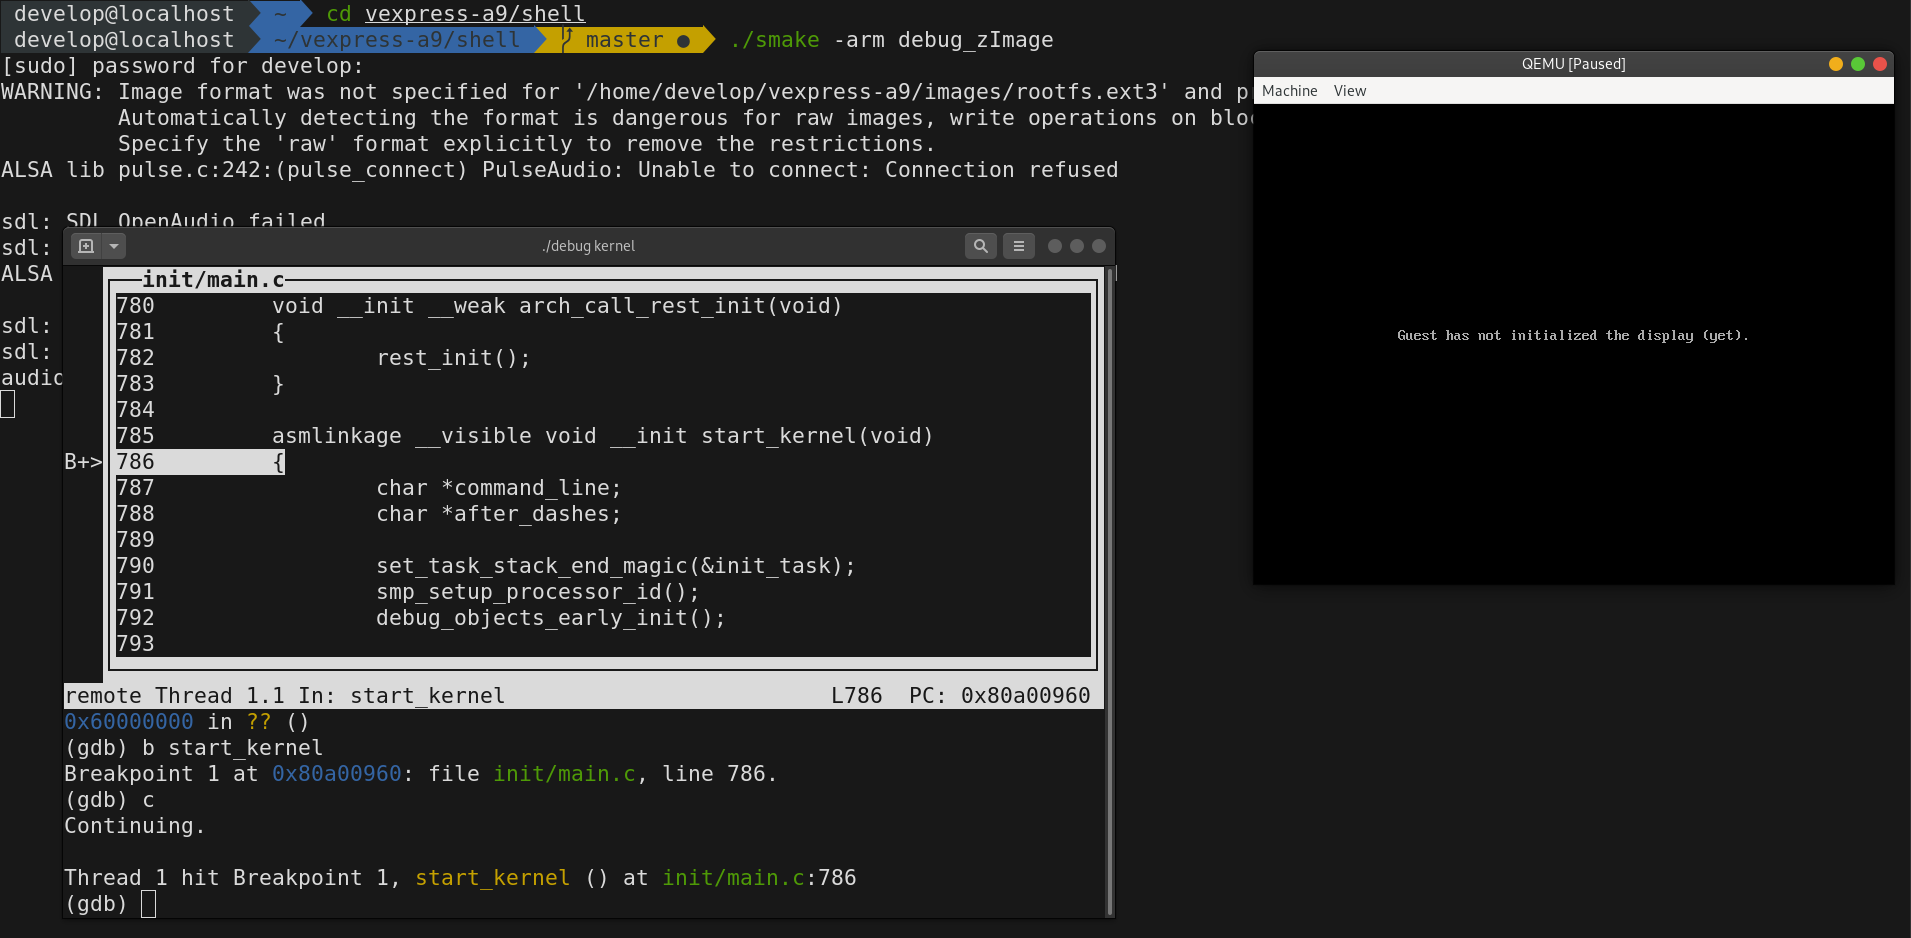 develop@localhost ~ cd vexpress-a9/shell
develop@localhost ~/vexpress-a9/shell master ● ./smake -arm debug_zImage
[sudo] password for develop:
WARNING: Image format was not specified for '/home/develop/vexpress-a9/images/rootfs.ext3' and
Automatically detecting the format is dangerous for raw images, write operations on
Specify the 'raw' format explicitly to remove the restrictions.
ALSA lib pulse.c:242:(pulse_connect) PulseAudio: Unable to connect: Connection refused
sdl: SDL_OpenAudio failed
sdl:
ALSA
sdl:
sdl:
audio
./debug kernel
init/main.c
780 void __init __weak arch_call_rest_init(void)
781 {
782 rest_init();
783 }
784
785 asmlinkage __visible void __init start_kernel(void)
B+> 786 {
787 char *command_line;
788 char *after_dashes;
789
790 set_task_stack_end_magic(&init_task);
791 smp_setup_processor_id();
792 debug_objects_early_init();
793
remote Thread 1.1 In: start_kernel L786 PC: 0x80a00960
0x60000000 in ?? ()
(gdb) b start_kernel
Breakpoint 1 at 0x80a00960: file init/main.c, line 786.
(gdb) c
Continuing.
Thread 1 hit Breakpoint 1, start_kernel () at init/main.c:786
(gdb)
QEMU [Paused]
Machine View
Guest has not initialized the display (yet).